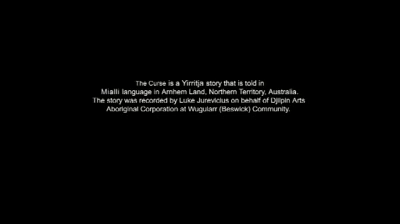 The Curse is a Yirritja story that is told in
Mialli language in Arnhem Land, Northern Territory, Australia.
The story was recorded by Luke Jurevicius on behalf of Djilpin Arts
Aboriginal Corporation at Wugularr (Beswick) Community.